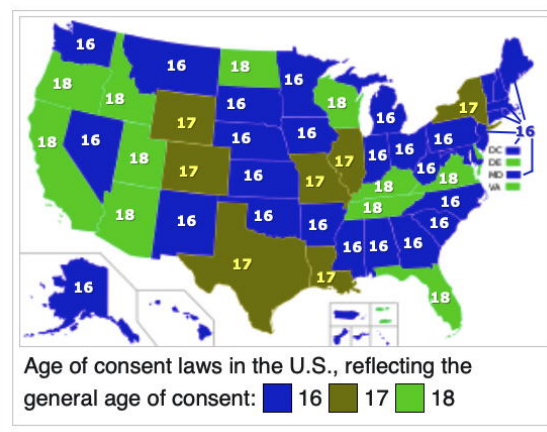 16
16 18 16
18 18 16 18 16 17
18 16 17 16 16 16 16 16 16
DC
DE
MD
VA
18 17 16 17 17 18 16 18
18 16 16 16 18 16
17 17 16 16 16 16
16 18
Age of consent laws in the U.S., reflecting the
general age of consent: 16 17 18